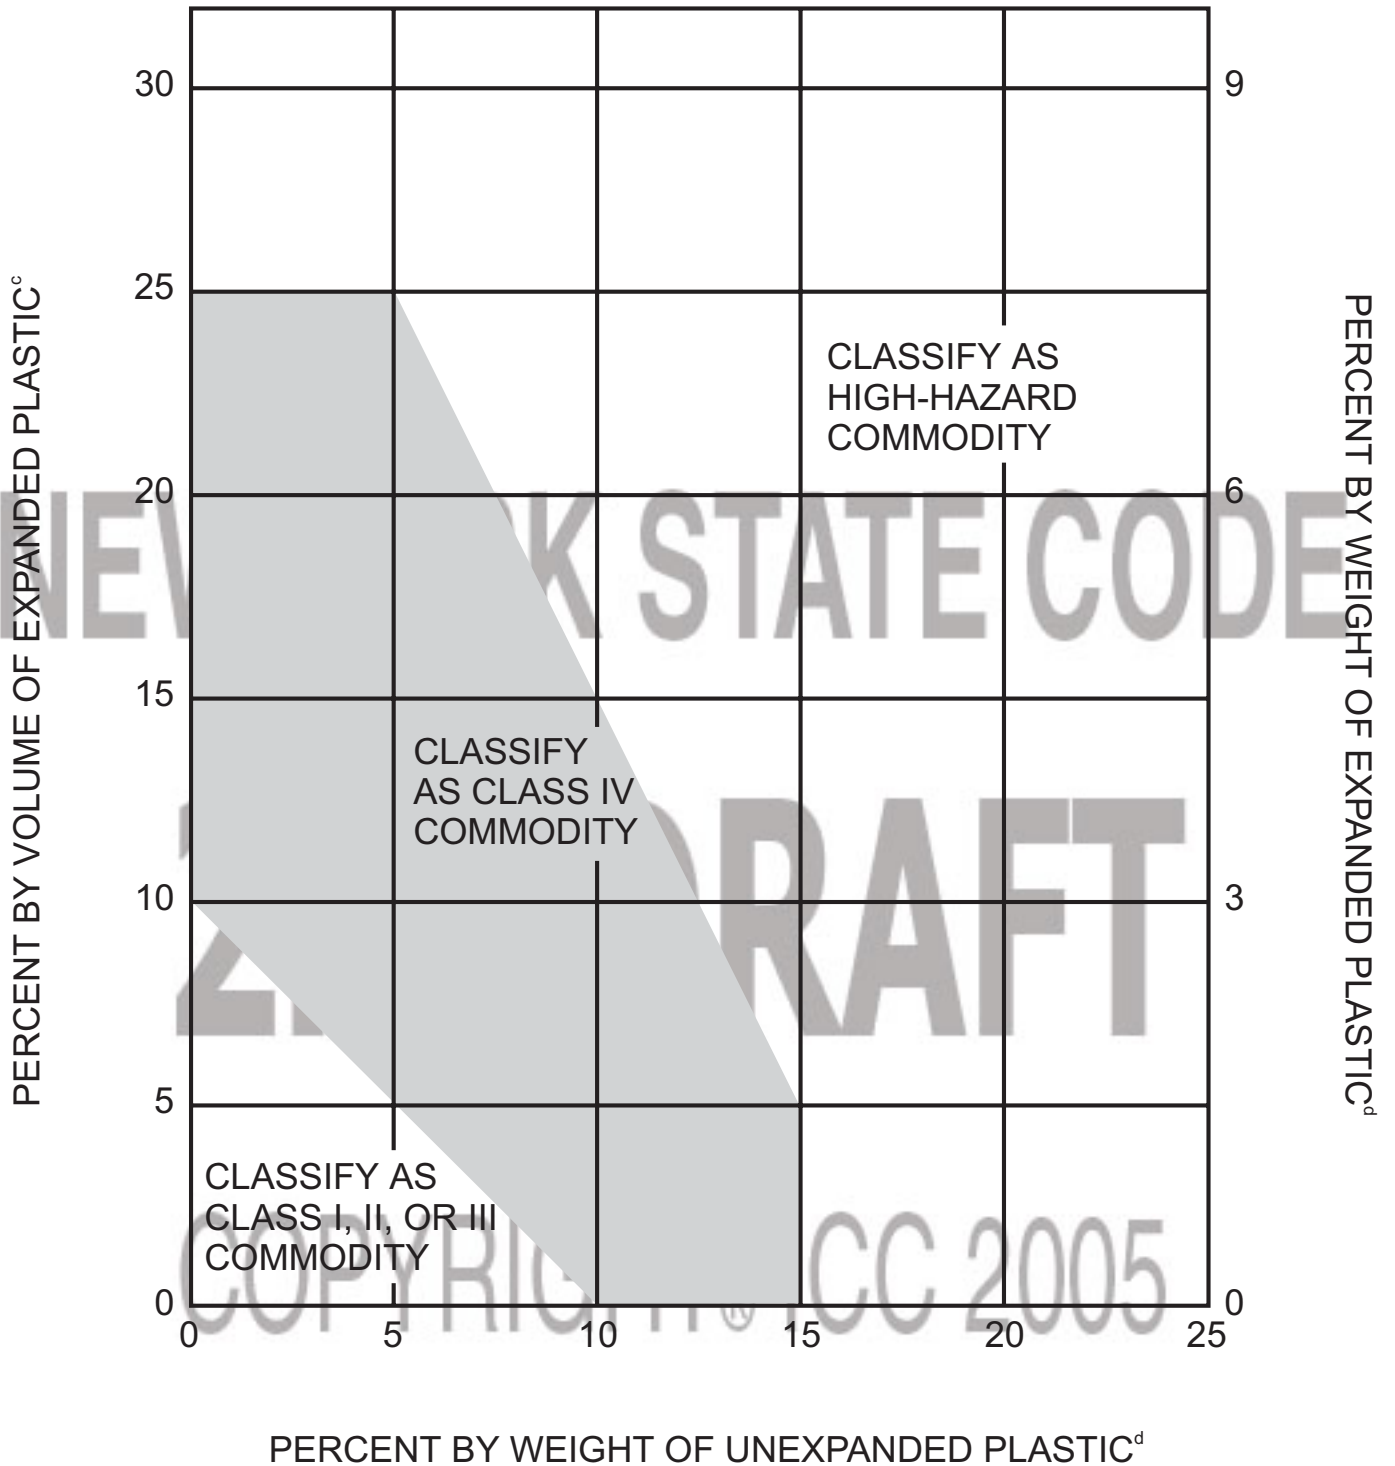 30
25
20
15
10
5
0
9
6
3
0
0 5 10 15 20 25
PERCENT BY VOLUME OF EXPANDED PLASTICᶜ
PERCENT BY WEIGHT OF EXPANDED PLASTICᵈ
CLASSIFY AS
HIGH-HAZARD
COMMODITY
CLASSIFY
AS CLASS IV
COMMODITY
CLASSIFY AS
CLASS I, II, OR III
COMMODITY
PERCENT BY WEIGHT OF UNEXPANDED PLASTICᵈ
STATE CODE
DRAFT
ICC 2005